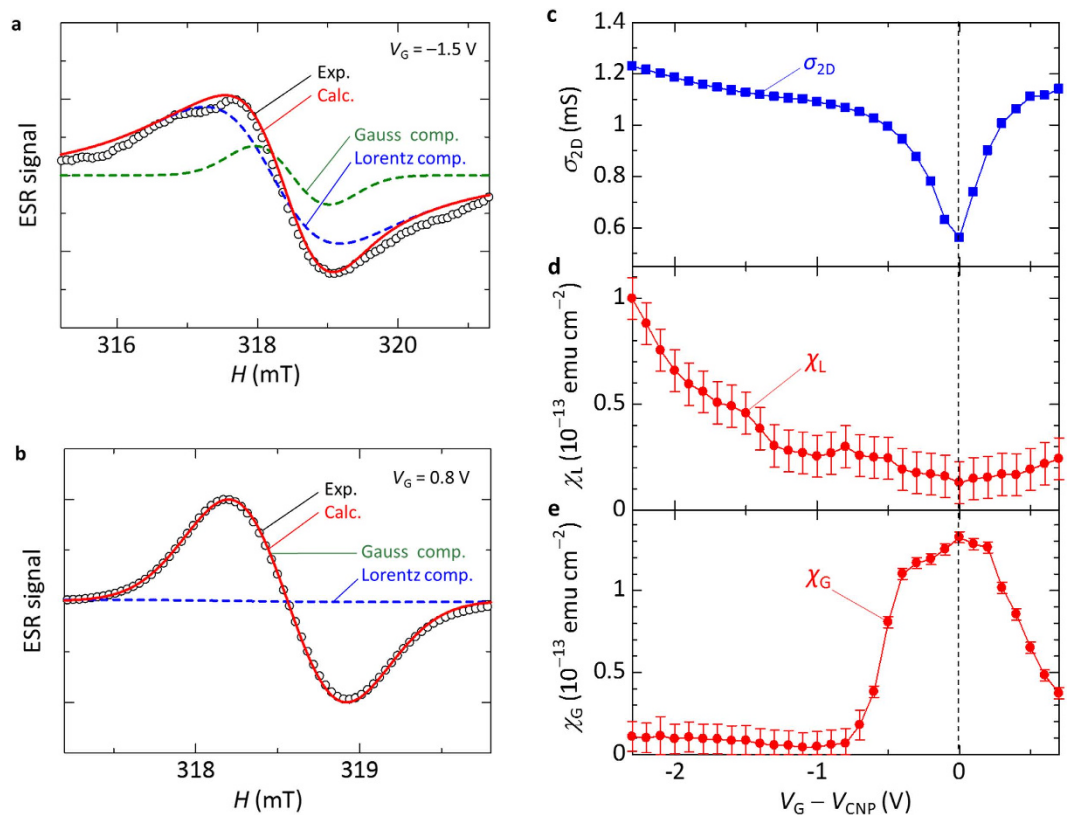 a
V_G = −1.5 V
Exp.
Calc.
Gauss comp.
Lorentz comp.
ESR signal
316 318 320
H (mT)
b
V_G = 0.8 V
Exp.
Calc.
Gauss comp.
Lorentz comp.
ESR signal
318 319
H (mT)
c
1.4
1.2
1
0.8
0.6
σ_2D (mS)
σ_2D
d
1
0.5
0
χ_L (10⁻¹³ emu cm⁻²)
χ_L
e
1
0.5
0
χ_G (10⁻¹³ emu cm⁻²)
χ_G
-2 -1 0
V_G − V_CNP (V)